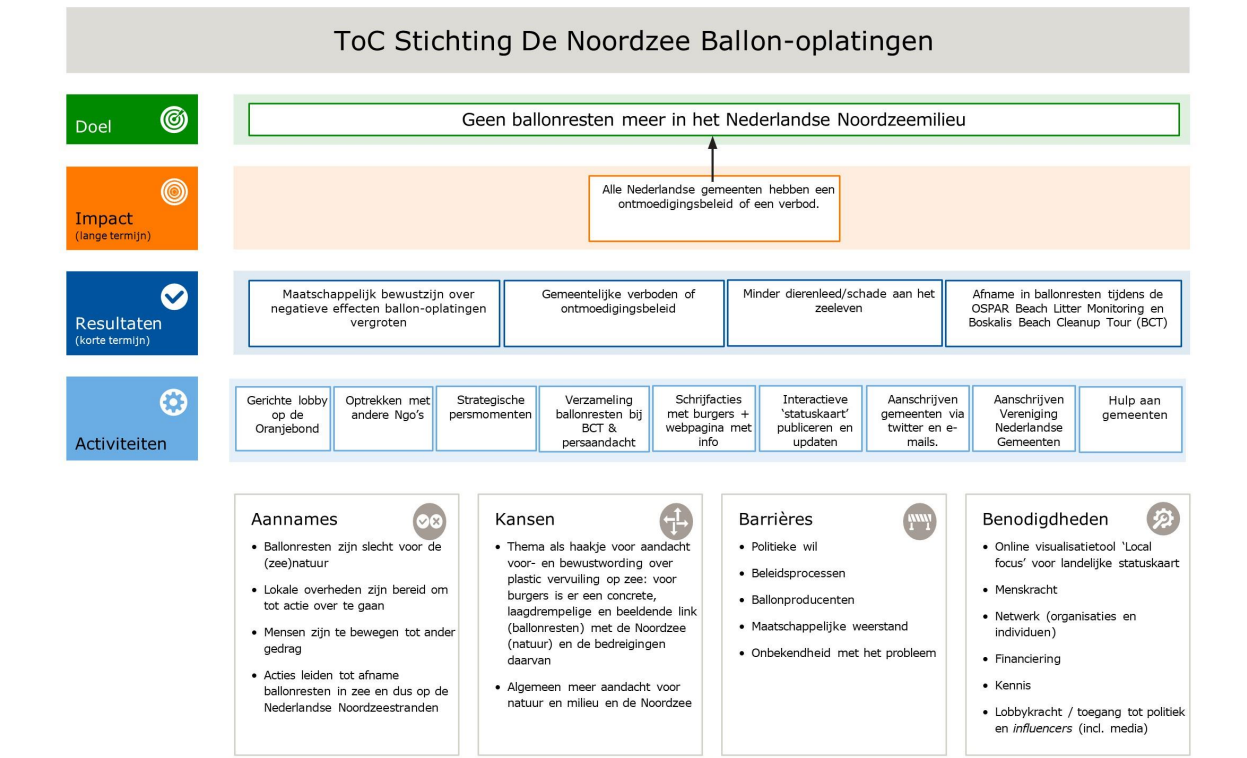 ToC Stichting De Noordzee Ballon-oplatingen
Doel
Geen ballonresten meer in het Nederlandse Noordzeemilieu
Impact
(lange termijn)
Alle Nederlandse gemeenten hebben een
ontmoedigingsbeleid of een verbod.
Resultaten
(korte termijn)
Maatschappelijk bewustzijn over
negatieve effecten ballon-oplatingen
vergroten
Gemeentelijke verboden of
ontmoedigingsbeleid
Minder dierenleed/schade aan het
zeeleven
Afname in ballonresten tijdens de
OSPAR Beach Litter Monitoring en
Boskalis Beach Cleanup Tour (BCT)
Activiteiten
Gerichte lobby
op de
Oranjebond
Optrekken met
andere Ngo's
Strategische
persmomenten
Verzameling
ballonresten bij
BCT &
persaandacht
Schrijfacties
met burgers +
webpagina met
info
Interactieve
'statuskaart'
publiceren en
updaten
Aanschrijven
gemeenten via
twitter en e-
mails.
Aanschrijven
Vereniging
Nederlandse
Gemeenten
Hulp aan
gemeenten
Aannames
• Ballonresten zijn slecht voor de
(zee)natuur
• Lokale overheden zijn bereid om
tot actie over te gaan
• Mensen zijn te bewegen tot ander
gedrag
• Acties leiden tot afname
ballonresten in zee en dus op de
Nederlandse Noordzeestranden
Kansen
• Thema als haakje voor aandacht
voor- en bewustwording over
plastic vervuiling op zee: voor
burgers is er een concrete,
laagdrempelige en beeldende link
(ballonresten) met de Noordzee
(natuur) en de bedreigingen
daarvan
• Algemeen meer aandacht voor
natuur en milieu en de Noordzee
Barrières
• Politieke wil
• Beleidsprocessen
• Ballonproducenten
• Maatschappelijke weerstand
• Onbekendheid met het probleem
Benodigdheden
• Online visualisatietool 'Local
focus' voor landelijke statuskaart
• Menskracht
• Netwerk (organisaties en
individuen)
• Financiering
• Kennis
• Lobbykracht / toegang tot politiek
en influencers (incl. media)